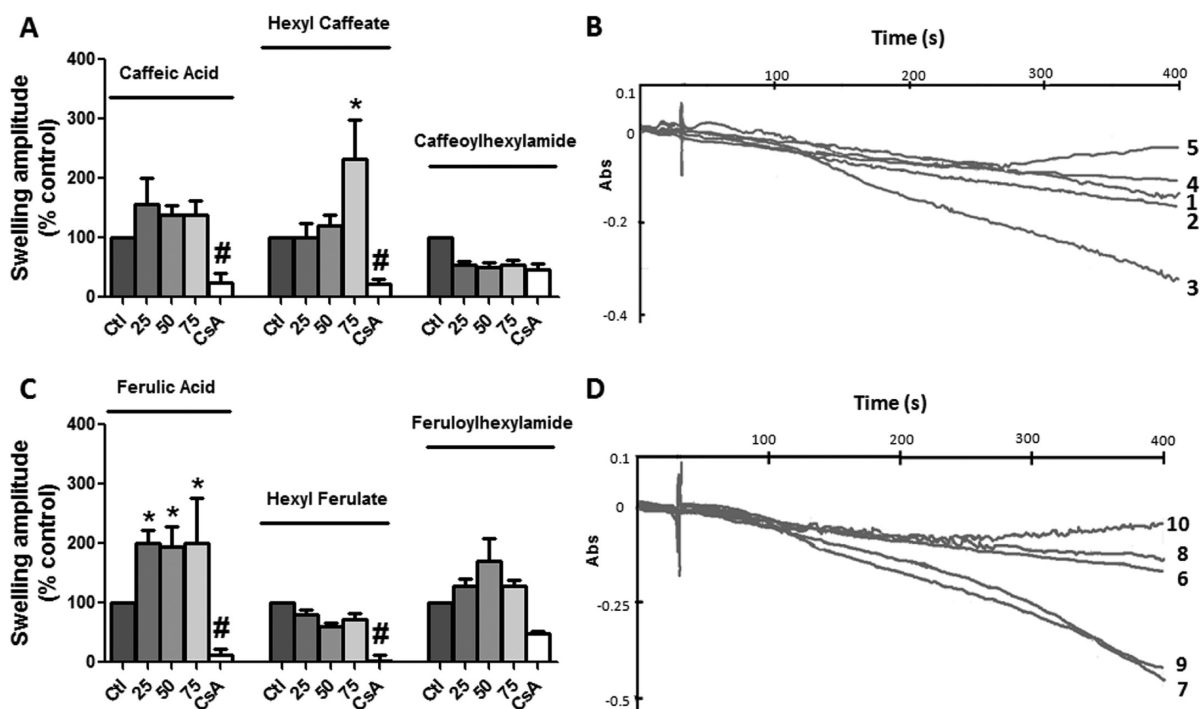 A
Hexyl Caffeate
Caffeic Acid
Caffeoylhexylamide
Swelling amplitude
(% control)
400
300
200
100
0
*
#
#
Ctl 25 50 75 CsA
Ctl 25 50 75 CsA
Ctl 25 50 75 CsA
B
Time (s)
100 200 300 400
Abs
0.1
0
-0.2
-0.4
5
4
1
2
3
C
Ferulic Acid
Feruloylhexylamide
Hexyl Ferulate
Swelling amplitude
(% control)
400
300
200
100
0
* * *
#
#
Ctl 25 50 75 CsA
Ctl 25 50 75 CsA
Ctl 25 50 75 CsA
D
Time (s)
100 200 300 400
Abs
0.1
0
-0.25
-0.5
10
8
6
9
7